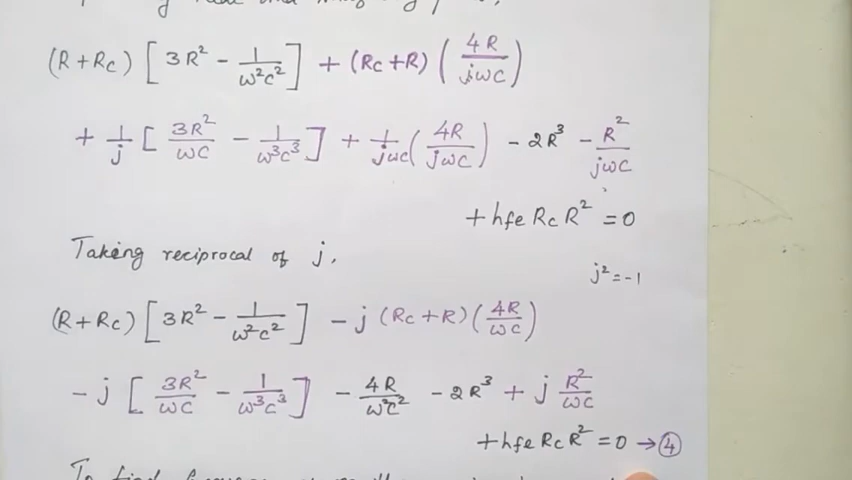 (R+Rc) [3R² - 1/ω²c²] + (Rc+R) (4R/jωc)
+ 1/j [3R²/ωc - 1/ω³c³] + 1/jωc (4R/jωc) - 2R³ - R²/jωc
+ hfe Rc R² = 0
Taking reciprocal of j.
j² = -1
(R+Rc) [3R² - 1/ω²c²] - j (Rc+R) (4R/ωc)
- j [3R²/ωc - 1/ω³c³] - 4R/ω²c² - 2R³ + j R²/ωc
+ hfe Rc R² = 0 → ④